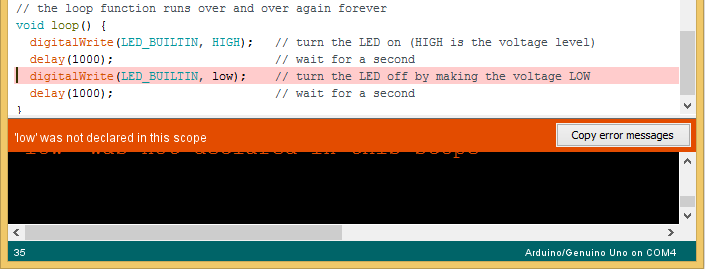 // the loop function runs over and over again forever
void loop() {
  digitalWrite(LED_BUILTIN, HIGH);   // turn the LED on (HIGH is the voltage level)
  delay(1000);                       // wait for a second
  digitalWrite(LED_BUILTIN, low);    // turn the LED off by making the voltage LOW
  delay(1000);                       // wait for a second
}
'low' was not declared in this scope
Copy error messages
'low' was not declared in this scope
35
Arduino/Genuino Uno on COM4